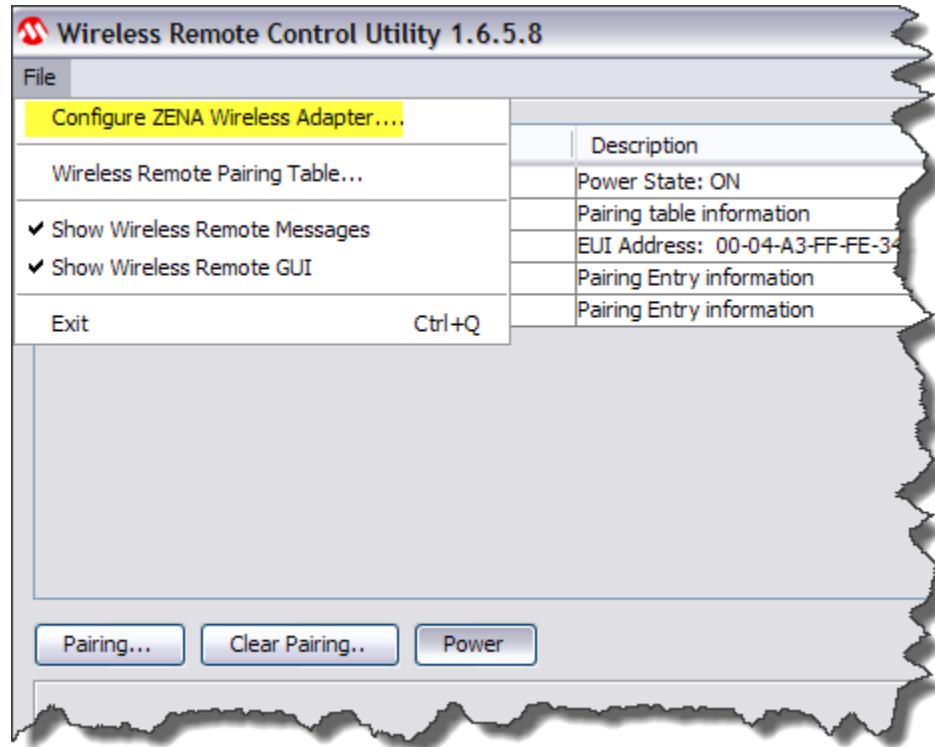 Wireless Remote Control Utility 1.6.5.8
File
Configure ZENA Wireless Adapter....
Wireless Remote Pairing Table...
Show Wireless Remote Messages
Show Wireless Remote GUI
Exit Ctrl+Q
Description
Power State: ON
Pairing table information
EUI Address: 00-04-A3-FF-FE-34
Pairing Entry information
Pairing Entry information
Pairing... Clear Pairing.. Power